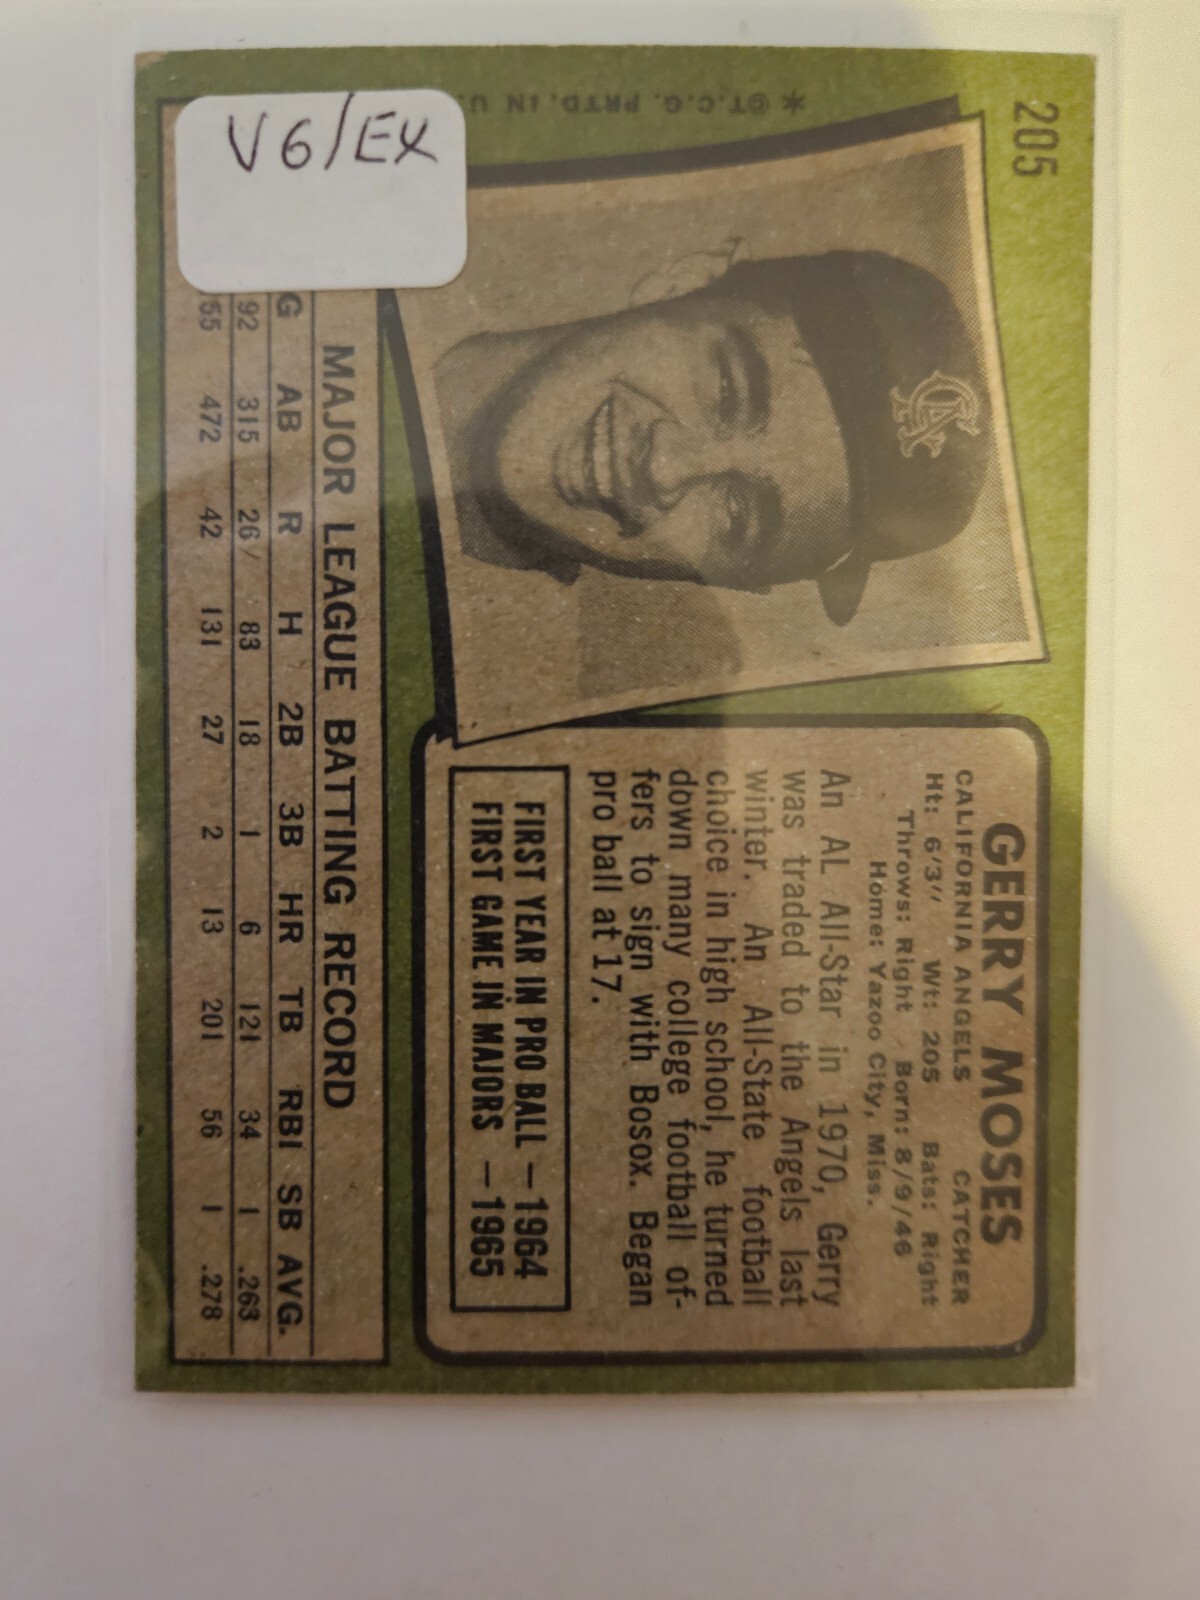 VG/EX
205
GERRY MOSES
CALIFORNIA ANGELS CATCHER
Ht: 6'3" Wt: 205 Bats: Right
Throws: Right Born: 8/9/46
Home: Yazoo City, Miss.
An AL All-Star in 1970, Gerry
was traded to the Angels last
winter. An All-State football
choice in high school, he turned
down many college football of-
fers to sign with Bosox. Began
pro ball at 17.
FIRST YEAR IN PRO BALL — 1964
FIRST GAME IN MAJORS — 1965
CA
*©T.C.G. PRTD. IN U.
MAJOR LEAGUE BATTING RECORD
G AB R H 2B 3B HR TB RBI SB AVG.
92 315 26 83 18 1 6 121 34 1 .263
55 472 42 131 27 2 13 201 56 1 .278